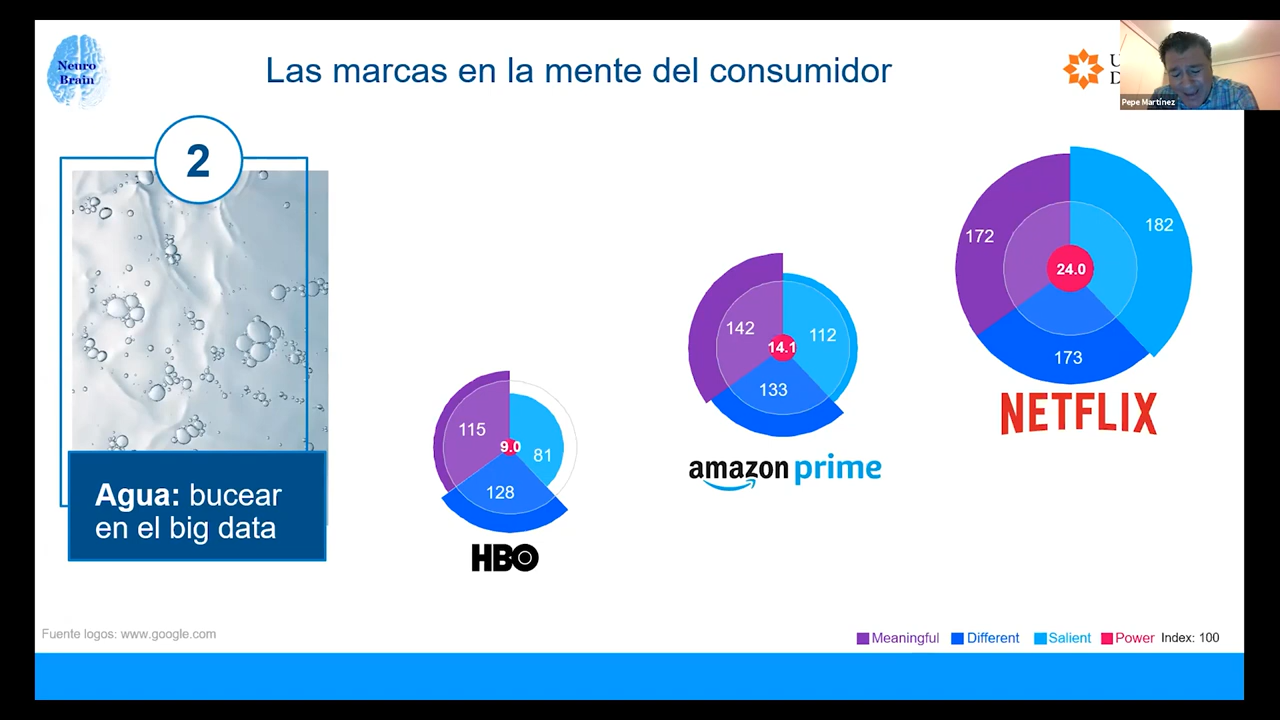 Neuro
Brain
Las marcas en la mente del consumidor
U
D
Pepe Martínez
2
Agua: bucear
en el big data
115
9.0
81
128
HBO
142
14.1
112
133
amazon prime
172
24.0
182
173
NETFLIX
Fuente logos: www.google.com
Meaningful Different Salient Power Index: 100